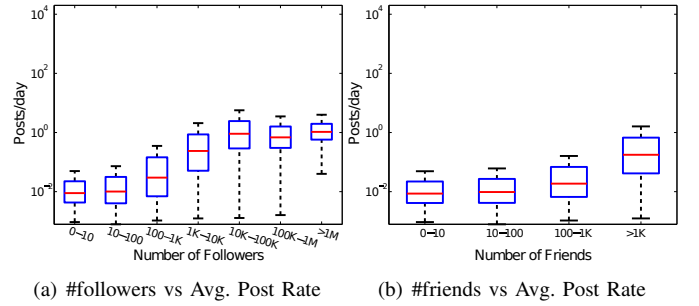 10^4
10^2
10^0
10^-2
Posts/day
0−10
10−100
100−1K
1K−10K
10K−100K
100K−1M
>1M
Number of Followers
(a) #followers vs Avg. Post Rate
10^4
10^2
10^0
10^-2
Posts/day
0−10
10−100
100−1K
>1K
Number of Friends
(b) #friends vs Avg. Post Rate